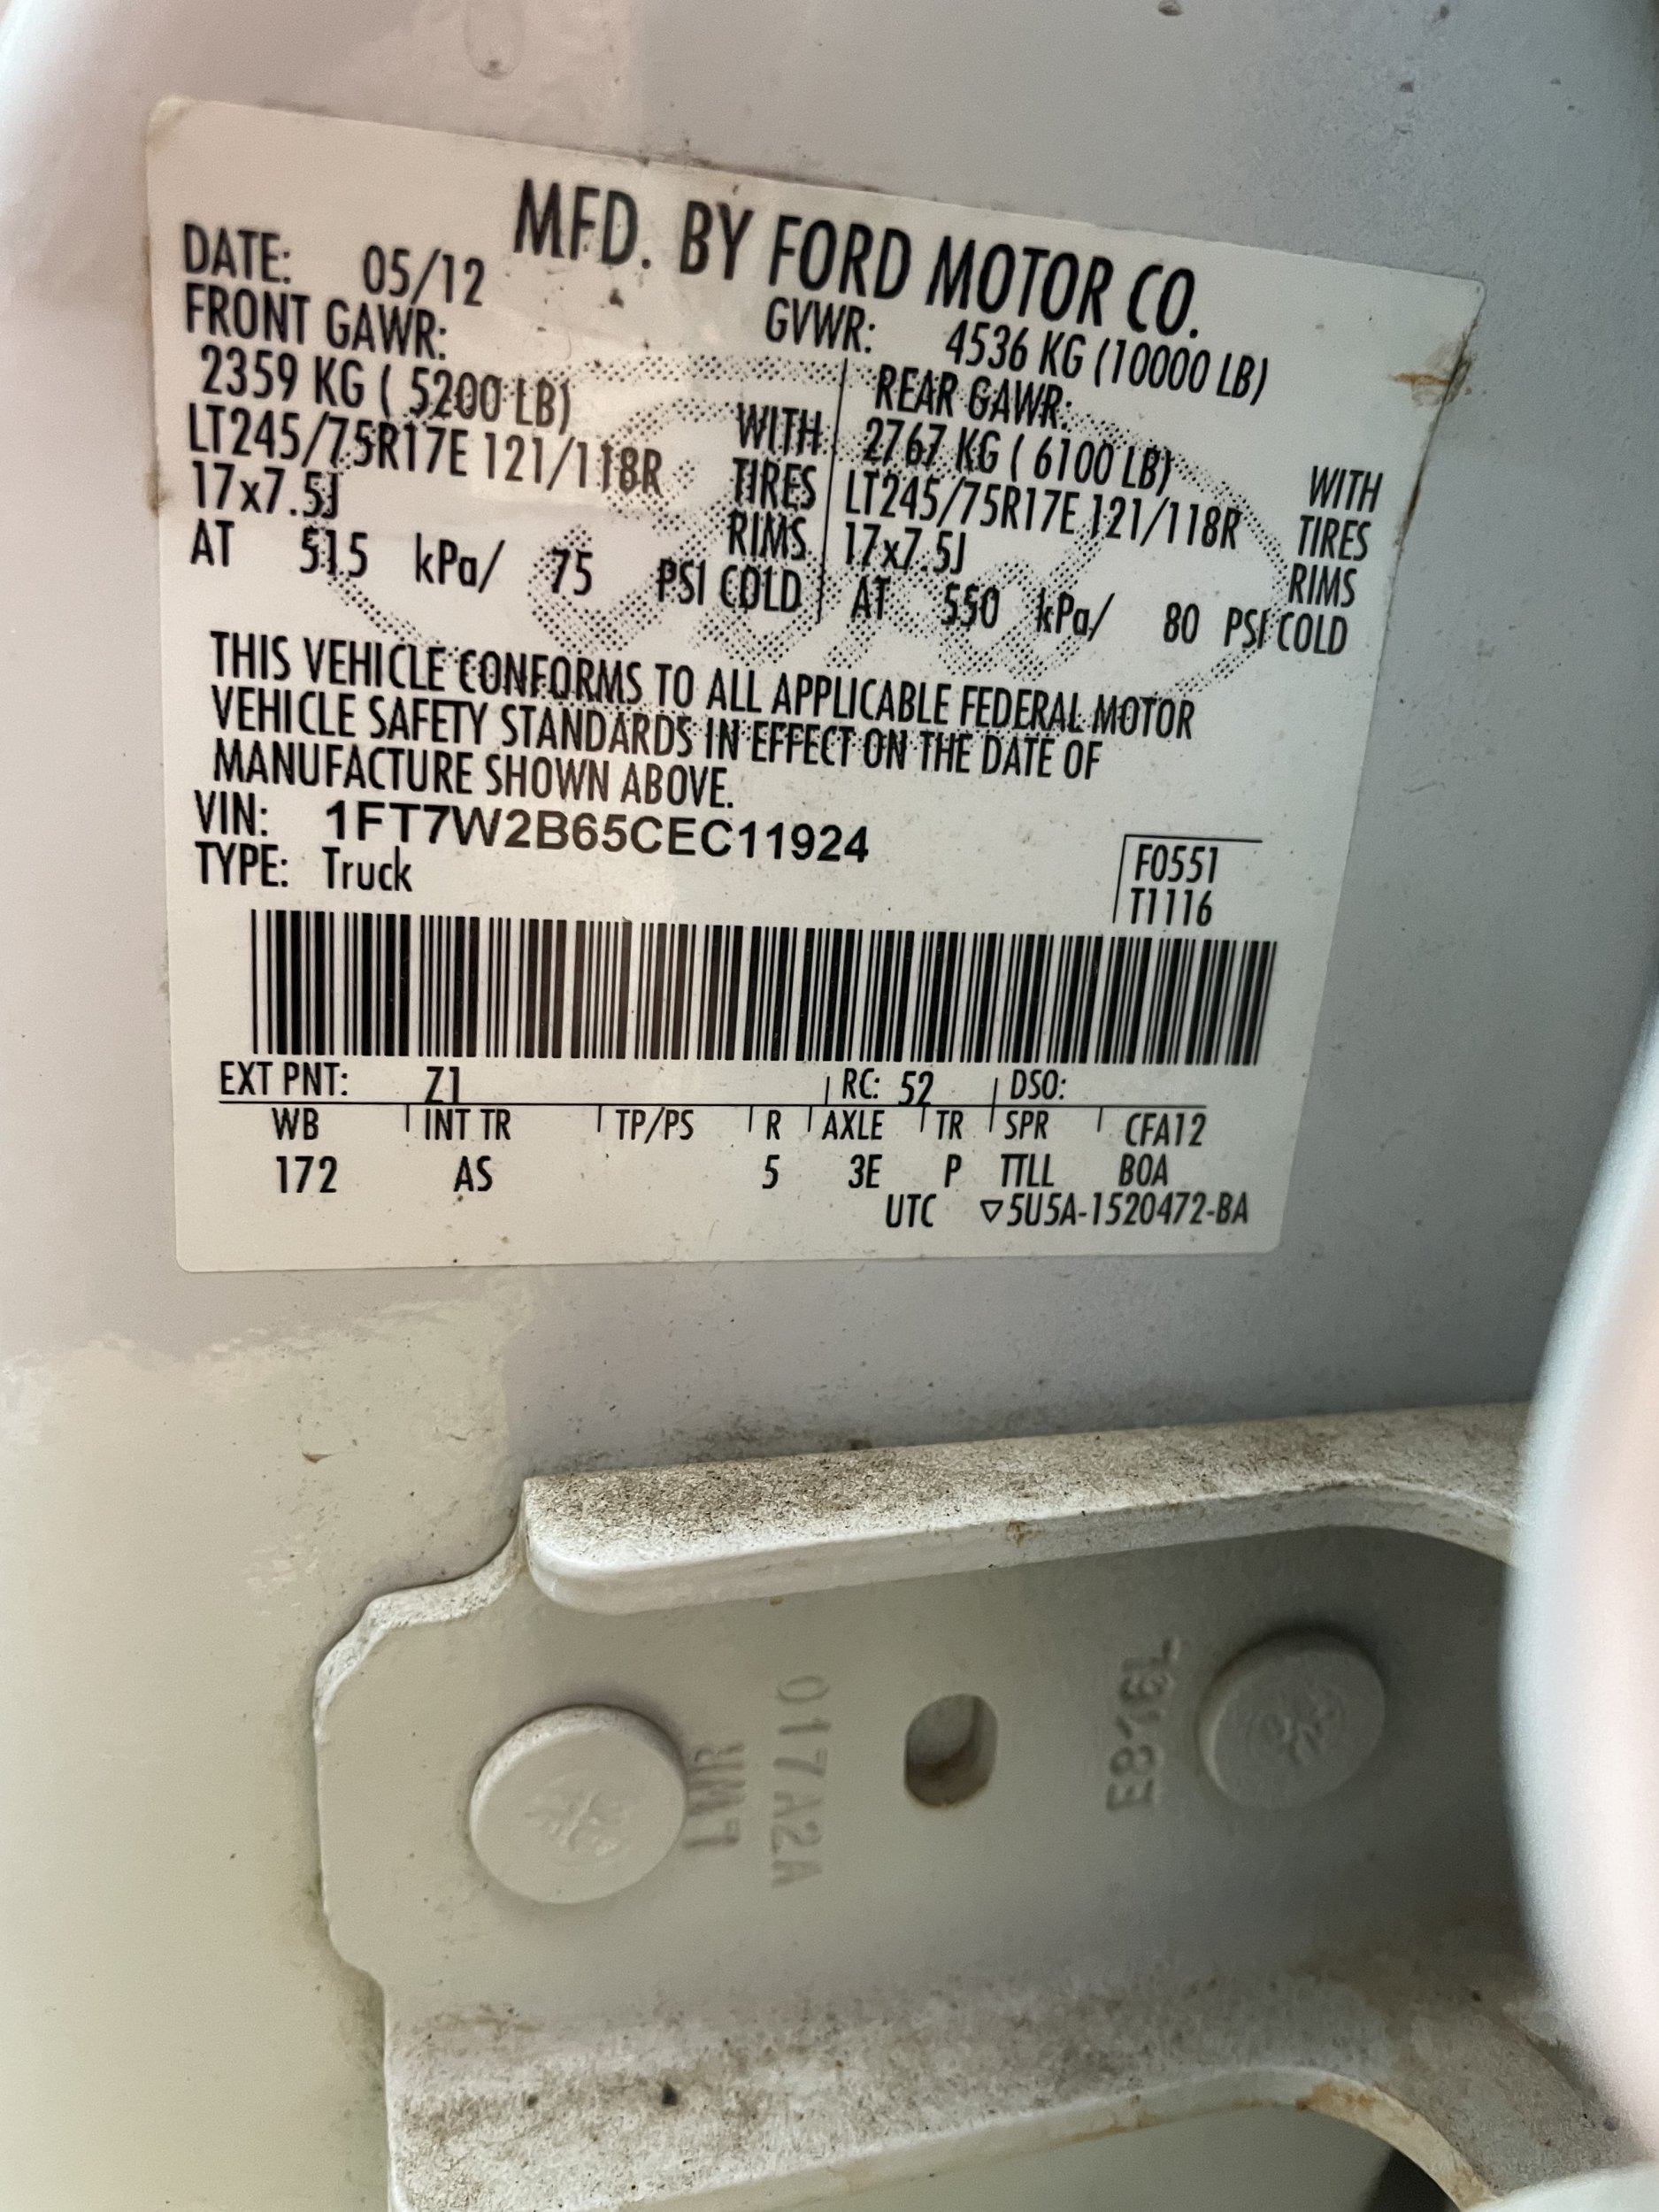 MFD. BY FORD MOTOR CO.
DATE: 05/12
GVWR: 4536 KG (10000 LB)
FRONT GAWR:
2359 KG ( 5200 LB) WITH
LT245/75R17E 121/118R TIRES
17x7.5J RIMS
AT 515 kPa/ 75 PSI COLD
REAR GAWR:
2767 KG ( 6100 LB) WITH
LT245/75R17E 121/118R TIRES
17x7.5J RIMS
AT 550 kPa/ 80 PSI COLD
THIS VEHICLE CONFORMS TO ALL APPLICABLE FEDERAL MOTOR
VEHICLE SAFETY STANDARDS IN EFFECT ON THE DATE OF
MANUFACTURE SHOWN ABOVE.
VIN: 1FT7W2B65CEC11924
TYPE: Truck
F0551
T1116
EXT PNT: Z1 RC: 52 DSO:
WB INT TR TP/PS R AXLE TR SPR CFA12
172 AS 5 3E P TTLL BOA
UTC ▽5U5A-1520472-BA
017A2A
E816L